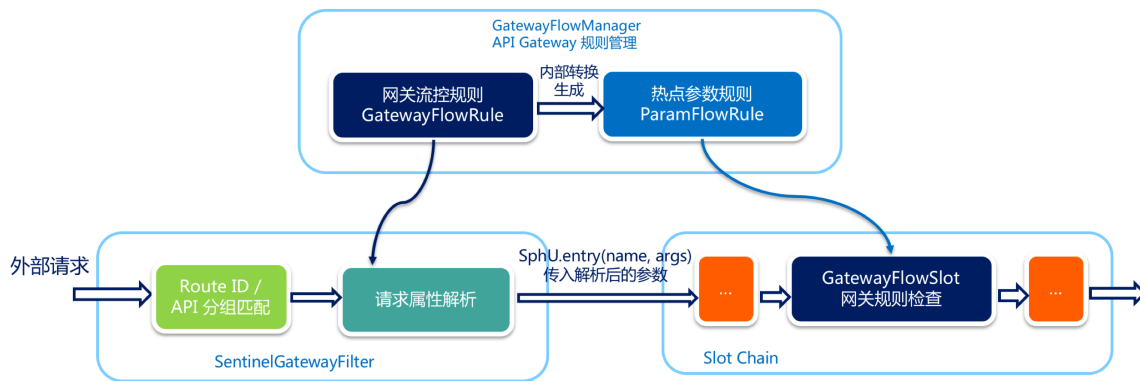 GatewayFlowManager
API Gateway 规则管理
网关流控规则
GatewayFlowRule
内部转换
生成
热点参数规则
ParamFlowRule
外部请求
Route ID /
API 分组匹配
请求属性解析
SentinelGatewayFilter
SphU.entry(name, args)
传入解析后的参数
...
GatewayFlowSlot
网关规则检查
...
Slot Chain